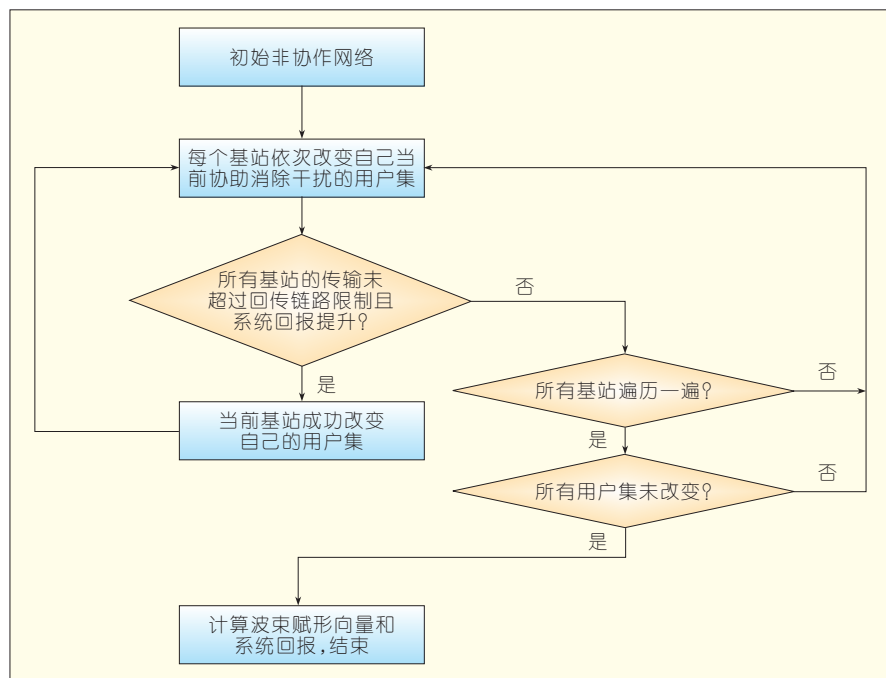 初始非协作网络
每个基站依次改变自己当
前协助消除干扰的用户集
所有基站的传输未
超过回传链路限制且
系统回报提升?
否
是
所有基站遍历一遍?
否
当前基站成功改变
自己的用户集
是
所有用户集未改变?
否
是
计算波束赋形向量和
系统回报,结束